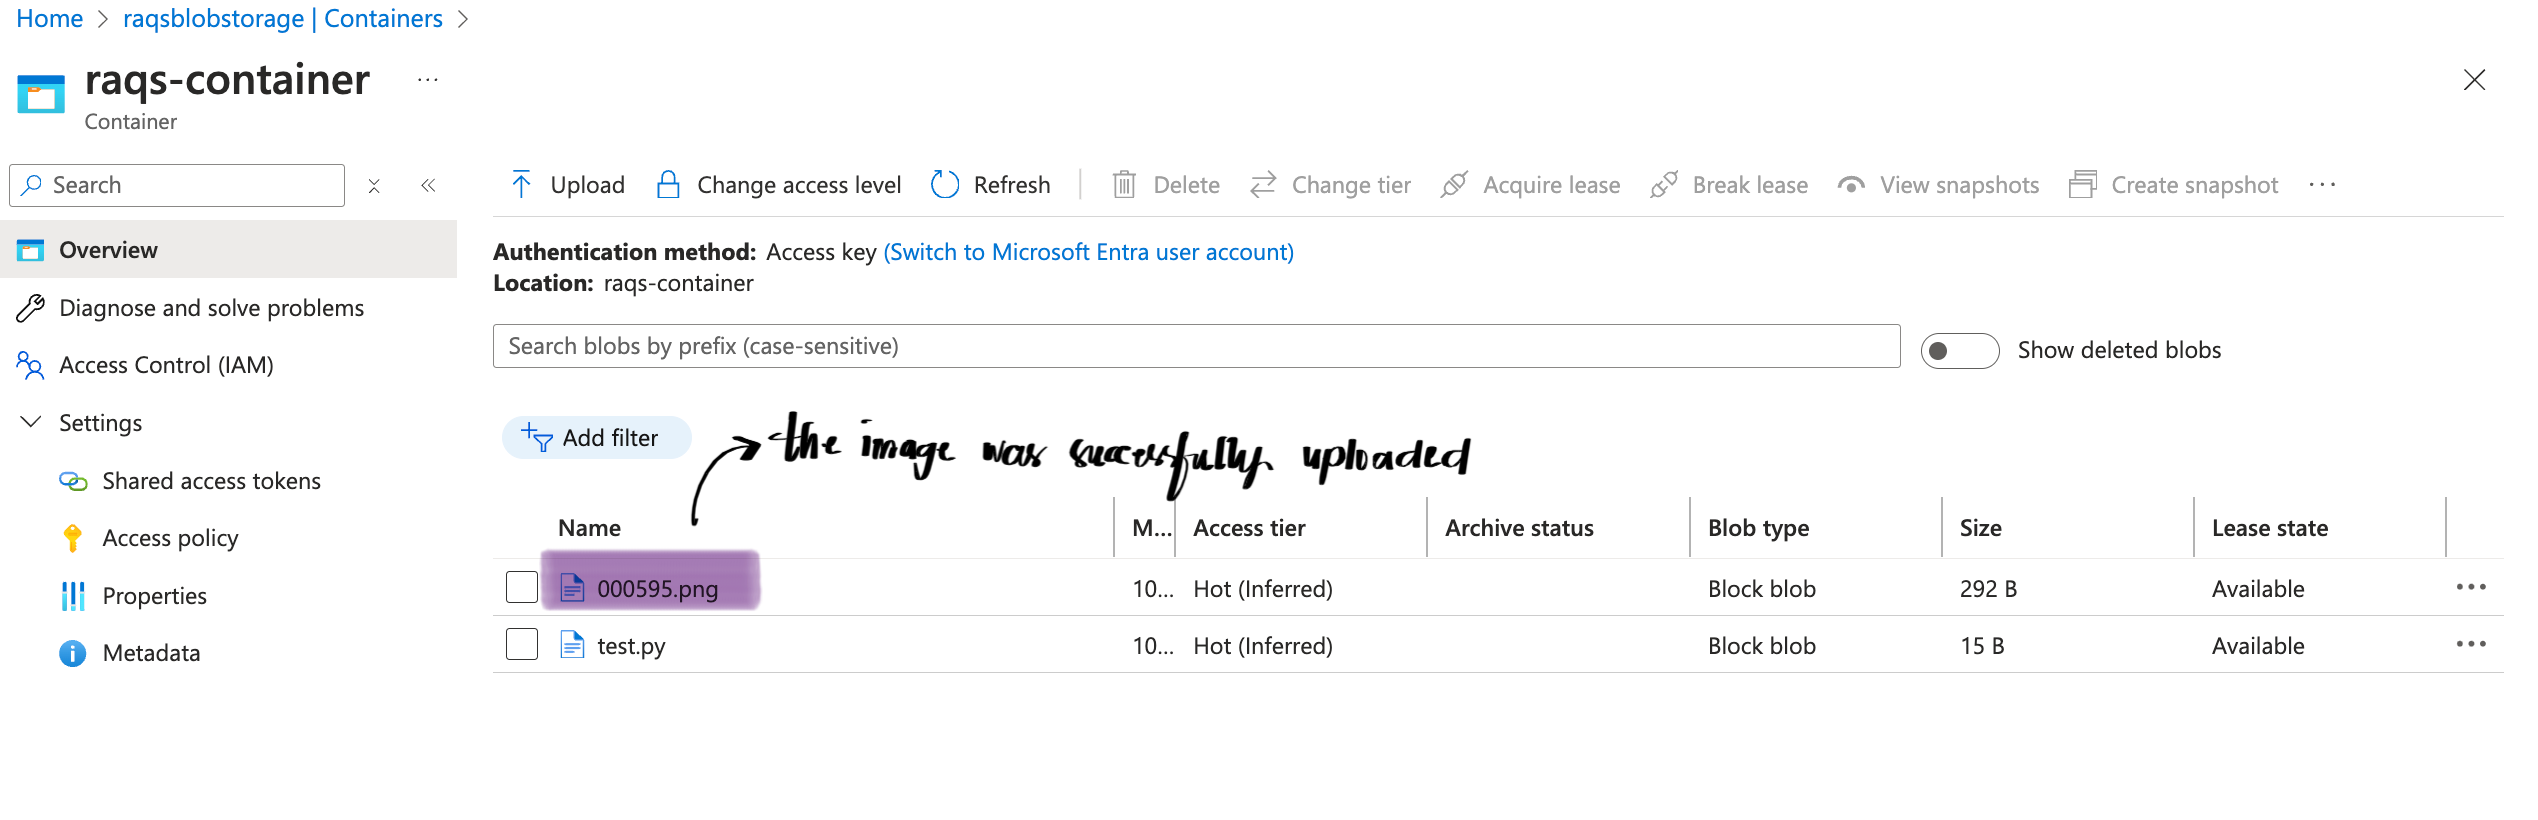 Home > raqsblobstorage | Containers >
raqs-container ...
Container
Search
Upload Change access level Refresh Delete Change tier Acquire lease Break lease View snapshots Create snapshot ...
Overview
Diagnose and solve problems
Access Control (IAM)
Settings
Shared access tokens
Access policy
Properties
Metadata
Authentication method: Access key (Switch to Microsoft Entra user account)
Location: raqs-container
Search blobs by prefix (case-sensitive)
Show deleted blobs
Add filter
the image was successfully uploaded
Name M... Access tier Archive status Blob type Size Lease state
000595.png 10... Hot (Inferred) Block blob 292 B Available ...
test.py 10... Hot (Inferred) Block blob 15 B Available ...